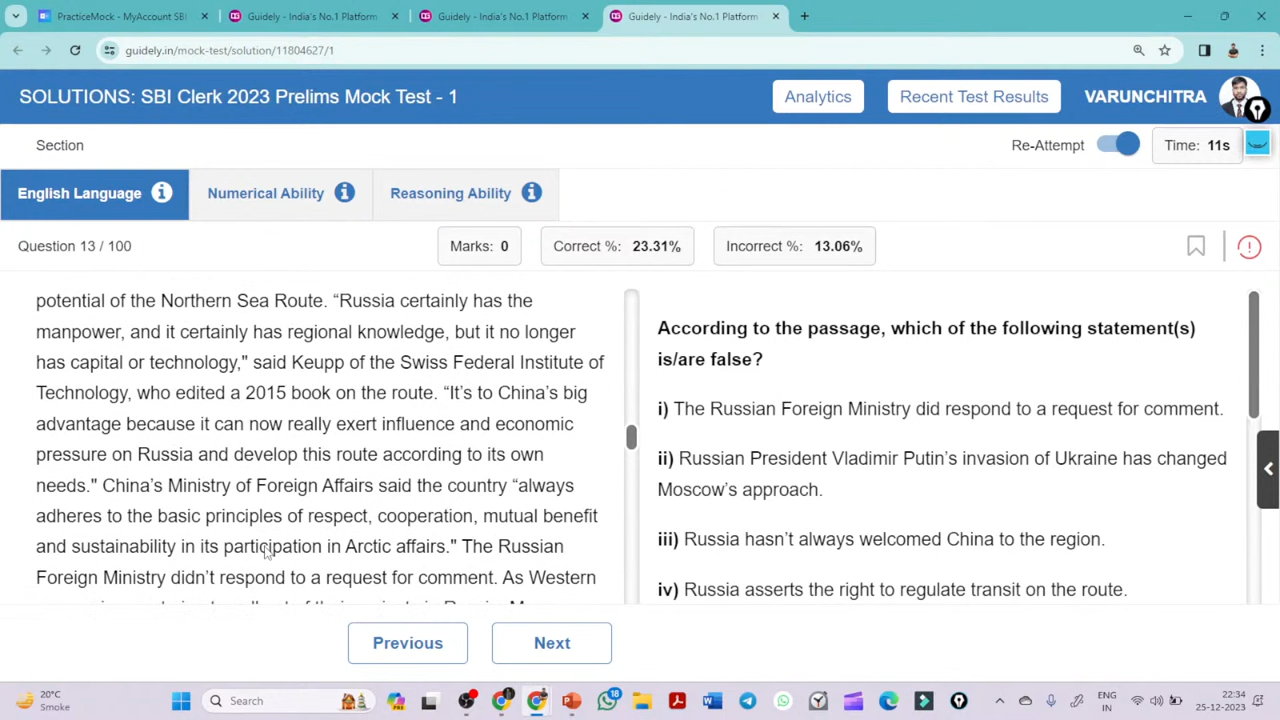 PracticeMock - MyAccount SBI
Guidely - India's No.1 Platform
Guidely - India's No.1 Platform
Guidely - India's No.1 Platform
guidely.in/mock-test/solution/11804627/1
SOLUTIONS: SBI Clerk 2023 Prelims Mock Test - 1
Analytics
Recent Test Results
VARUNCHITRA
Section
Re-Attempt
Time: 11s
English Language
Numerical Ability
Reasoning Ability
Question 13 / 100
Marks: 0
Correct %: 23.31%
Incorrect %: 13.06%
potential of the Northern Sea Route. “Russia certainly has the
manpower, and it certainly has regional knowledge, but it no longer
has capital or technology," said Keupp of the Swiss Federal Institute of
Technology, who edited a 2015 book on the route. “It’s to China’s big
advantage because it can now really exert influence and economic
pressure on Russia and develop this route according to its own
needs." China’s Ministry of Foreign Affairs said the country “always
adheres to the basic principles of respect, cooperation, mutual benefit
and sustainability in its participation in Arctic affairs." The Russian
Foreign Ministry didn’t respond to a request for comment. As Western
According to the passage, which of the following statement(s)
is/are false?
i) The Russian Foreign Ministry did respond to a request for comment.
ii) Russian President Vladimir Putin’s invasion of Ukraine has changed
Moscow’s approach.
iii) Russia hasn’t always welcomed China to the region.
iv) Russia asserts the right to regulate transit on the route.
Previous
Next
20°C
Smoke
Search
18
ENG
IN
22:34
25-12-2023